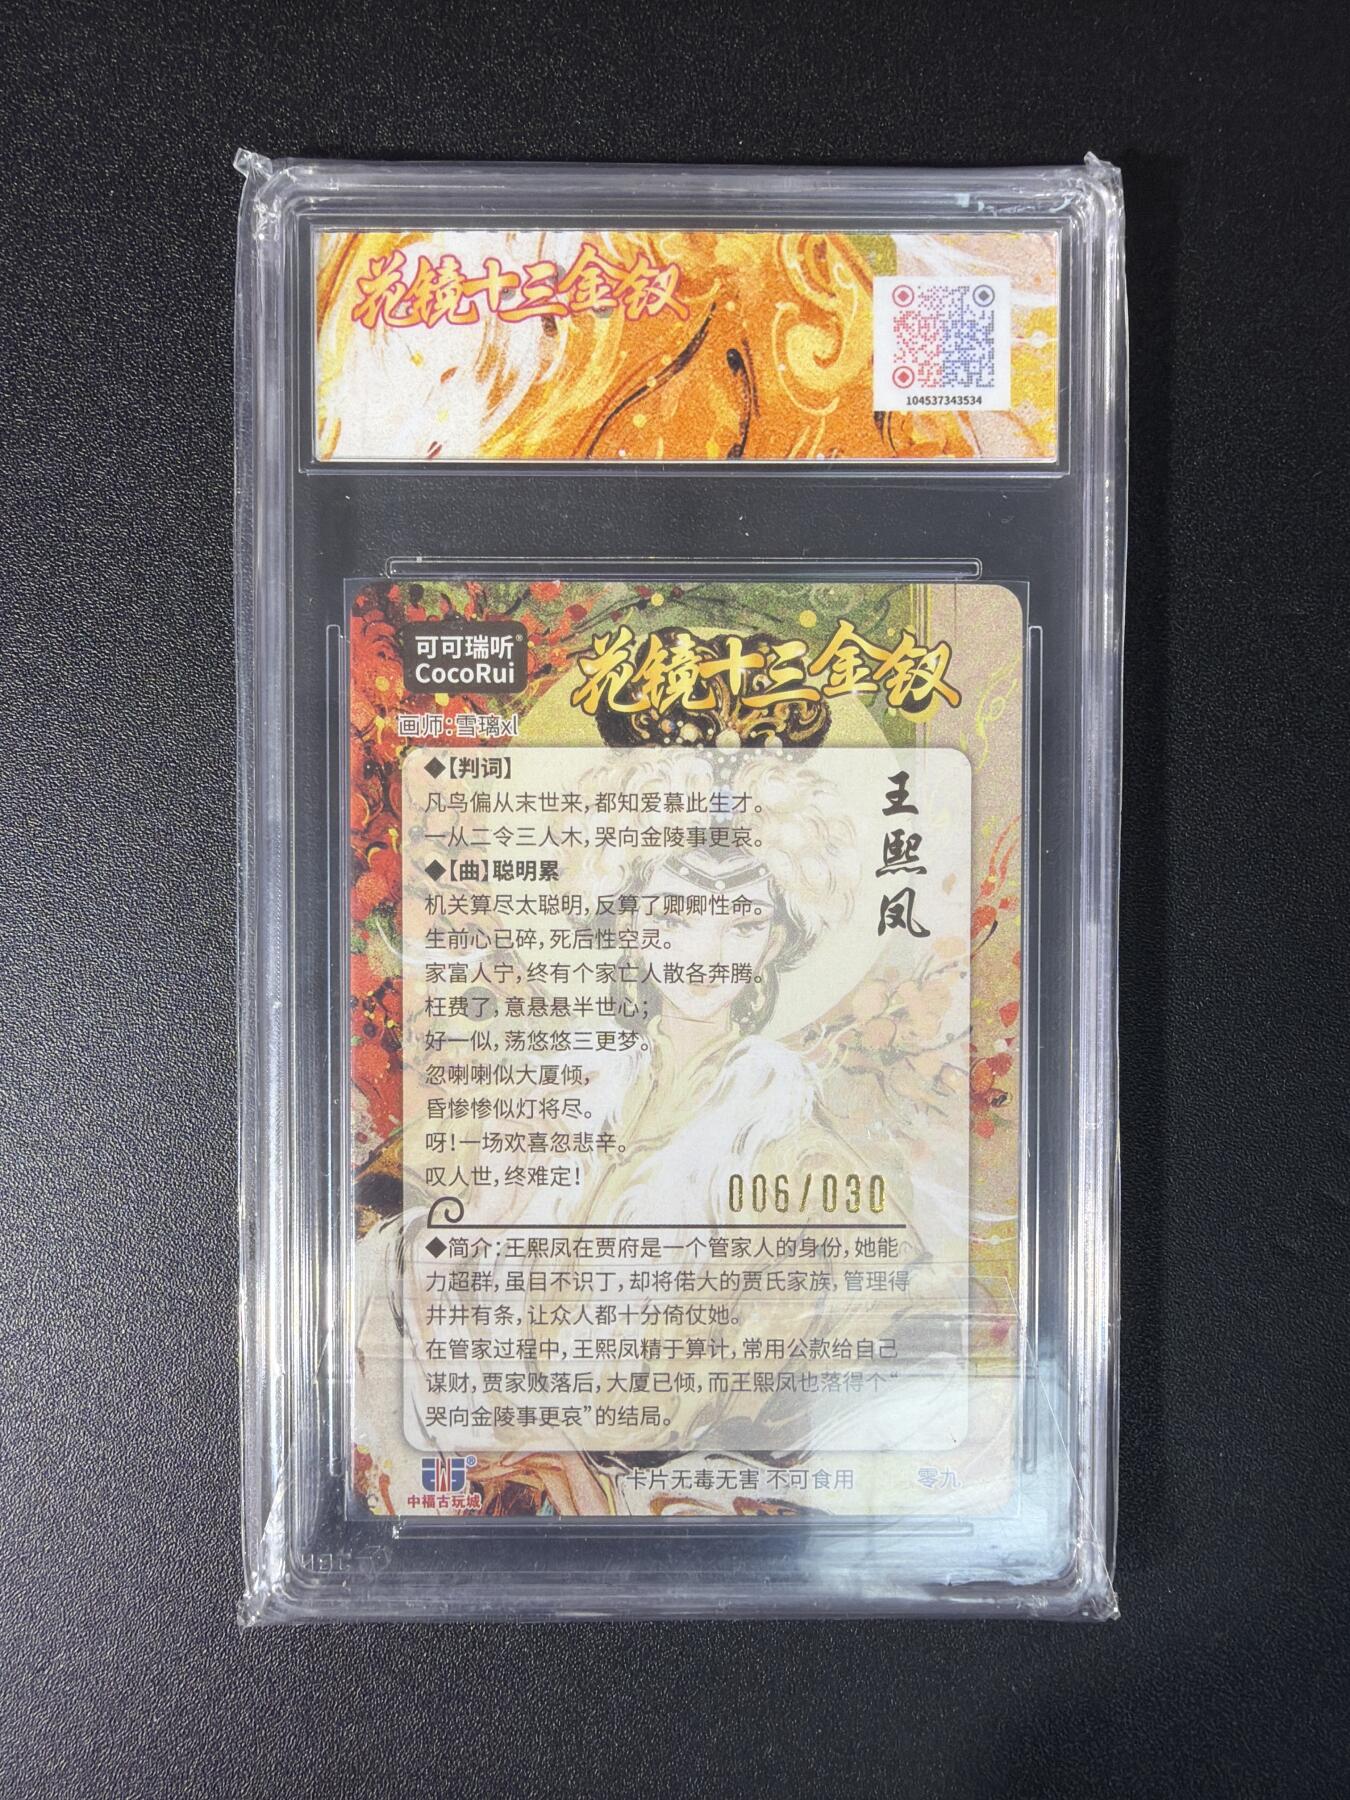 花镜十三金钗
104537343534
可可瑞听®
CocoRui
花镜十三金钗
画师：雪璃xl
◆【判词】
凡鸟偏从末世来，都知爱慕此生才。
一从二令三人木，哭向金陵事更哀。
王熙凤
◆【曲】聪明累
机关算尽太聪明，反算了卿卿性命。
生前心已碎，死后性空灵。
家富人宁，终有个家亡人散各奔腾。
枉费了，意悬悬半世心；
好一似，荡悠悠三更梦。
忽喇喇似大厦倾，
昏惨惨似灯将尽。
呀！一场欢喜忽悲辛。
叹人世，终难定！
006/030
◆简介：王熙凤在贾府是一个管家人的身份，她能
力超群，虽目不识丁，却将偌大的贾氏家族，管理得
井井有条，让众人都十分倚仗她。
在管家过程中，王熙凤精于算计，常用公款给自己
谋财，贾家败落后，大厦已倾，而王熙凤也落得个“
哭向金陵事更哀”的结局。
®
中福古玩城
卡片无毒无害 不可食用
零九